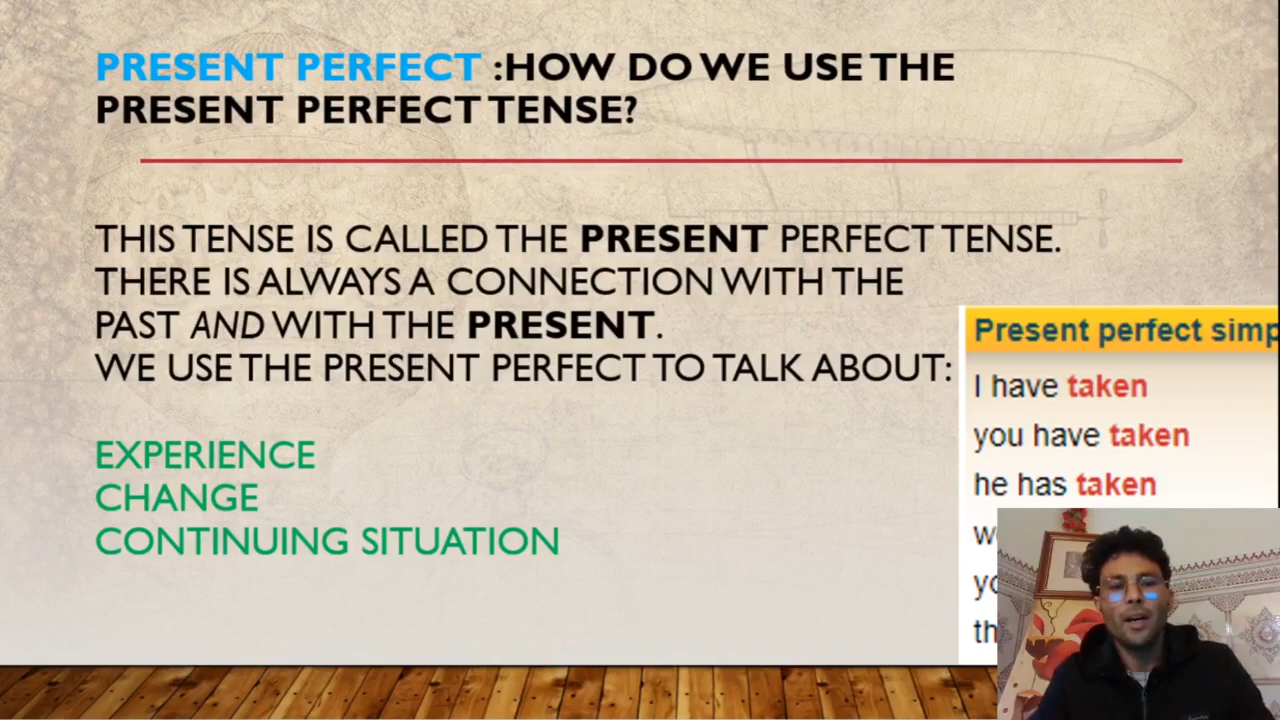 PRESENT PERFECT :HOW DO WE USE THE
PRESENT PERFECT TENSE?
THIS TENSE IS CALLED THE PRESENT PERFECT TENSE.
THERE IS ALWAYS A CONNECTION WITH THE
PAST AND WITH THE PRESENT.
WE USE THE PRESENT PERFECT TO TALK ABOUT:
EXPERIENCE
CHANGE
CONTINUING SITUATION
Present perfect
I have taken
you have taken
he has taken